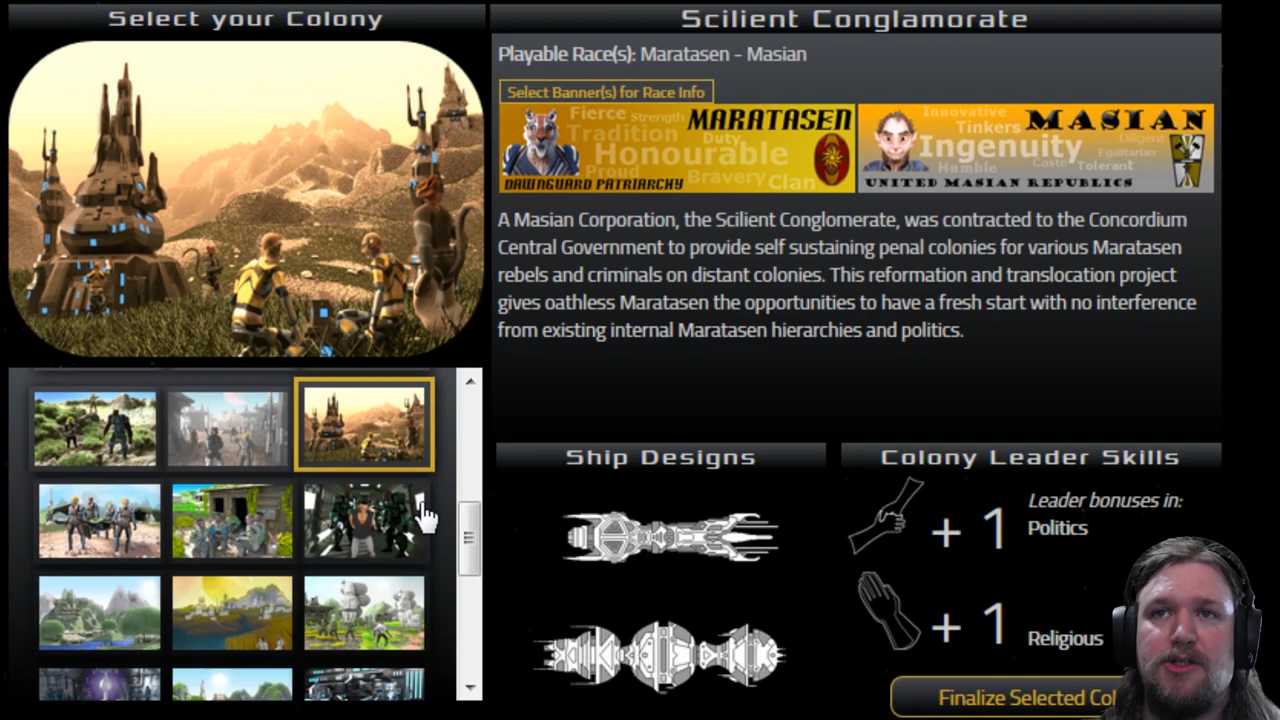 Select your Colony
Scilient Conglamorate
Playable Race(s): Maratasen - Masian
Select Banner(s) for Race Info
Fierce Strength MARATASEN
Tradition Duty
Honourable
Proud Bravery Clan
DAWNGUARD PATRIARCHY
Innovative MASIAN
Tinkers Diligent
Ingenuity Egalitarian
Humble Caste Tolerant
UNITED MASIAN REPUBLICS
A Masian Corporation, the Scilient Conglomerate, was contracted to the Concordium
Central Government to provide self sustaining penal colonies for various Maratasen
rebels and criminals on distant colonies. This reformation and translocation project
gives oathless Maratasen the opportunities to have a fresh start with no interference
from existing internal Maratasen hierarchies and politics.
Ship Designs
Colony Leader Skills
+ 1
Leader bonuses in:
Politics
+ 1
Religious
Finalize Selected Col